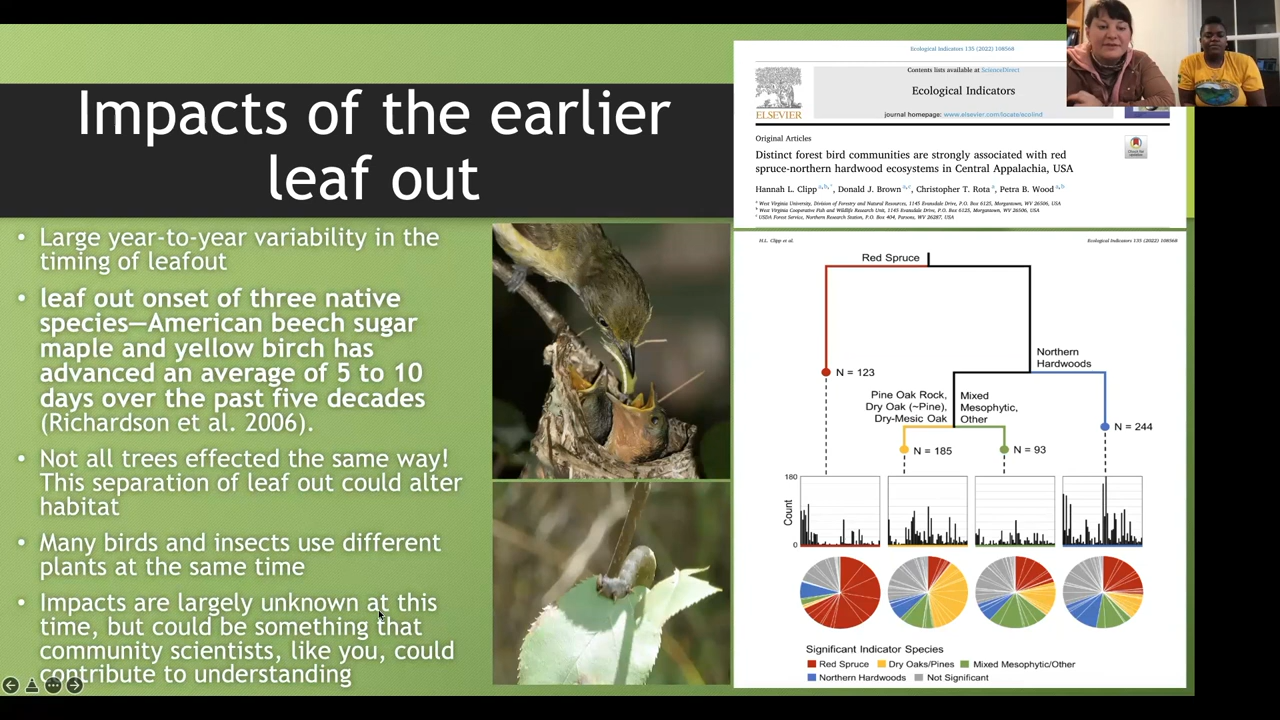 Impacts of the earlier
leaf out
• Large year-to-year variability in the
timing of leafout
• leaf out onset of three native
species—American beech sugar
maple and yellow birch has
advanced an average of 5 to 10
days over the past five decades
(Richardson et al. 2006).
• Not all trees effected the same way!
This separation of leaf out could alter
habitat
• Many birds and insects use different
plants at the same time
• Impacts are largely unknown at this
time, but could be something that
community scientists, like you, could
contribute to understanding
Ecological Indicators 135 (2022) 108568
Contents lists available at ScienceDirect
Ecological Indicators
ELSEVIER
journal homepage: www.elsevier.com/locate/ecolind
Original Articles
Check for
updates
Distinct forest bird communities are strongly associated with red
spruce-northern hardwood ecosystems in Central Appalachia, USA
Hannah L. Clipp a,b,*, Donald J. Brown a,c, Christopher T. Rota a, Petra B. Wood a,b
a West Virginia University, Division of Forestry and Natural Resources, 1145 Evansdale Drive, P.O. Box 6125, Morgantown, WV 26506, USA
b West Virginia Cooperative Fish and Wildlife Research Unit, 1145 Evansdale Drive, P.O. Box 6125, Morgantown, WV 26506, USA
c USDA Forest Service, Northern Research Station, P.O. Box 404, Parsons, WV 26287, USA
H.L. Clipp et al.
Ecological Indicators 135 (2022) 108568
Red Spruce
Northern
Hardwoods
N = 123
Pine Oak Rock,
Dry Oak (~Pine),
Dry-Mesic Oak
Mixed
Mesophytic,
Other
N = 244
N = 185
N = 93
180
Count
0
Significant Indicator Species
Red Spruce
Dry Oaks/Pines
Mixed Mesophytic/Other
Northern Hardwoods
Not Significant